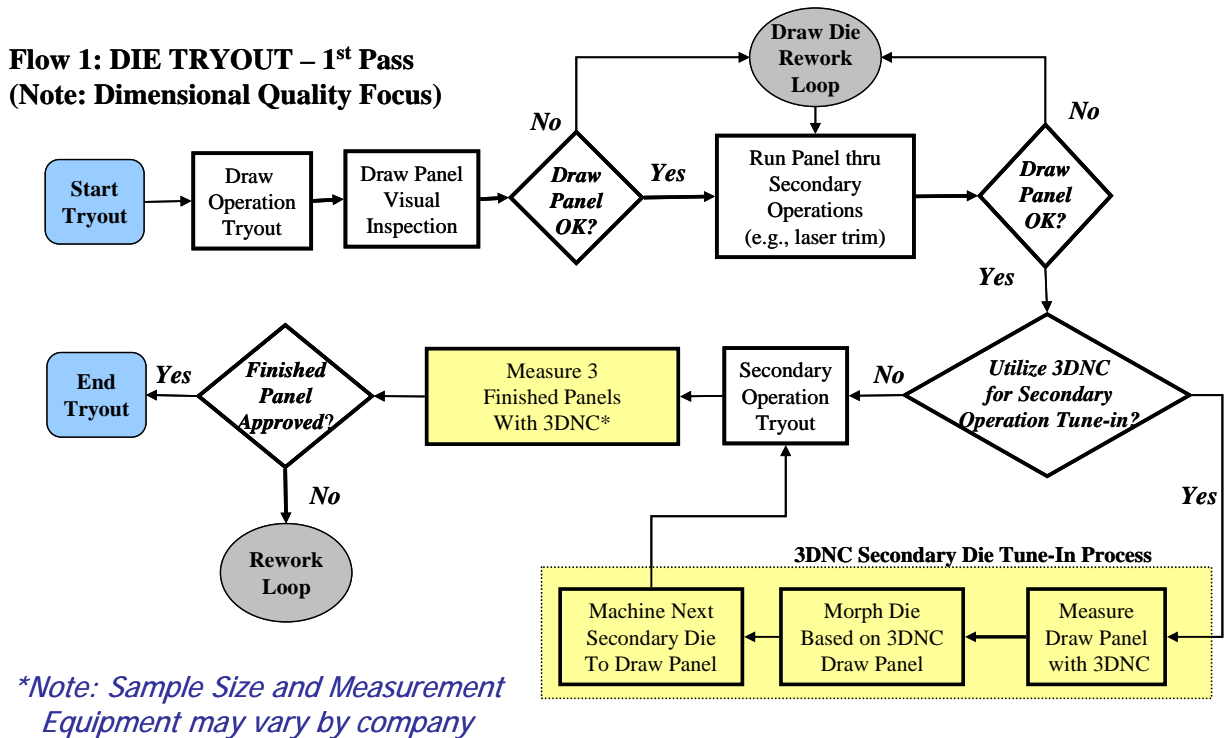 Flow 1: DIE TRYOUT – 1st Pass
(Note: Dimensional Quality Focus)
Draw Die
Rework
Loop
No
No
Start
Tryout
Draw
Operation
Tryout
Draw Panel
Visual
Inspection
Draw
Panel
OK?
Yes
Run Panel thru
Secondary
Operations
(e.g., laser trim)
Draw
Panel
OK?
Yes
End
Tryout
Yes
Finished
Panel
Approved?
Measure 3
Finished Panels
With 3DNC*
Secondary
Operation
Tryout
No
Utilize 3DNC
for Secondary
Operation Tune-in?
No
Yes
Rework
Loop
3DNC Secondary Die Tune-In Process
Machine Next
Secondary Die
To Draw Panel
Morph Die
Based on 3DNC
Draw Panel
Measure
Draw Panel
with 3DNC
*Note: Sample Size and Measurement
Equipment may vary by company